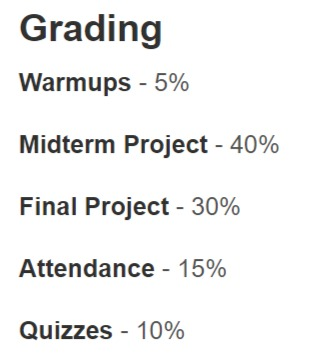 Grading
Warmups - 5%
Midterm Project - 40%
Final Project - 30%
Attendance - 15%
Quizzes - 10%